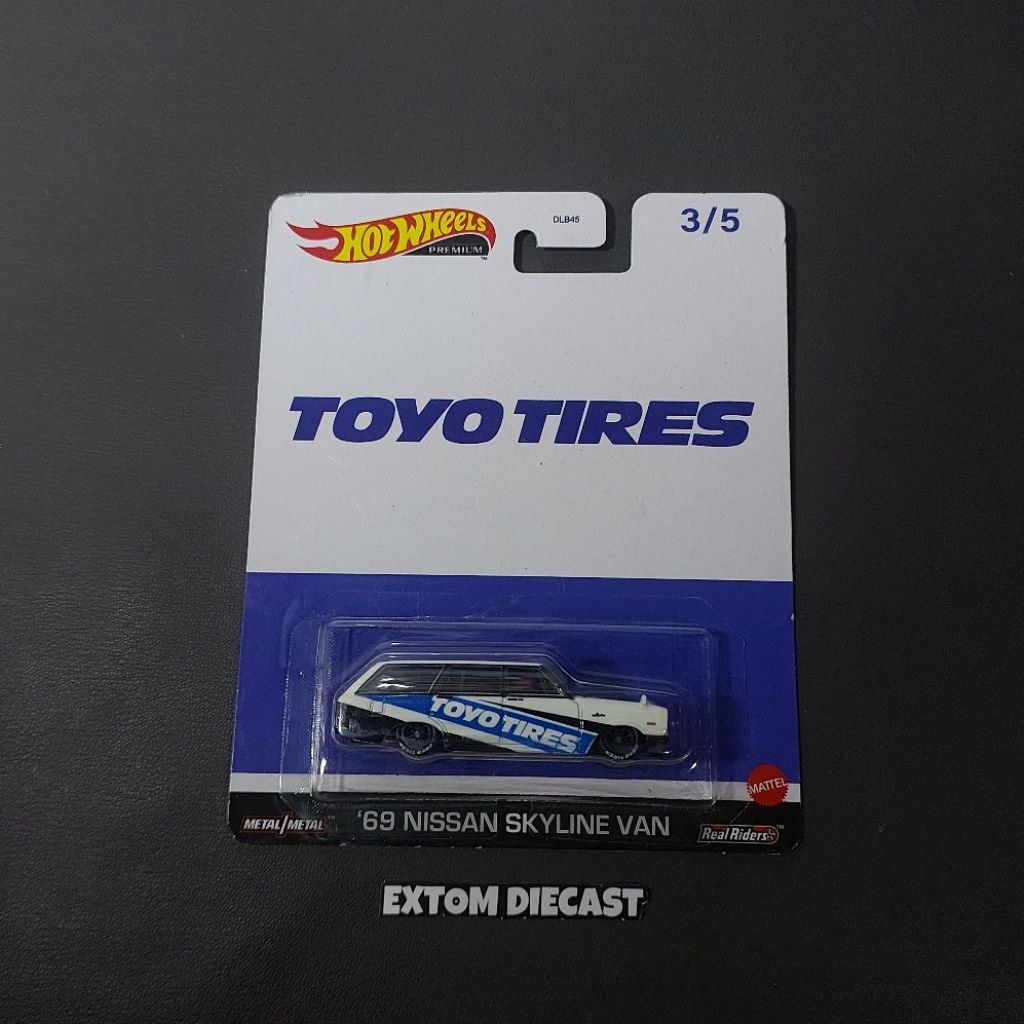 HOT WHEELS
PREMIUM
DLB45
3/5
TOYO TIRES
TOYO TIRES
MATTEL
METAL/METAL
'69 NISSAN SKYLINE VAN
Real Riders
EXTOM DIECAST